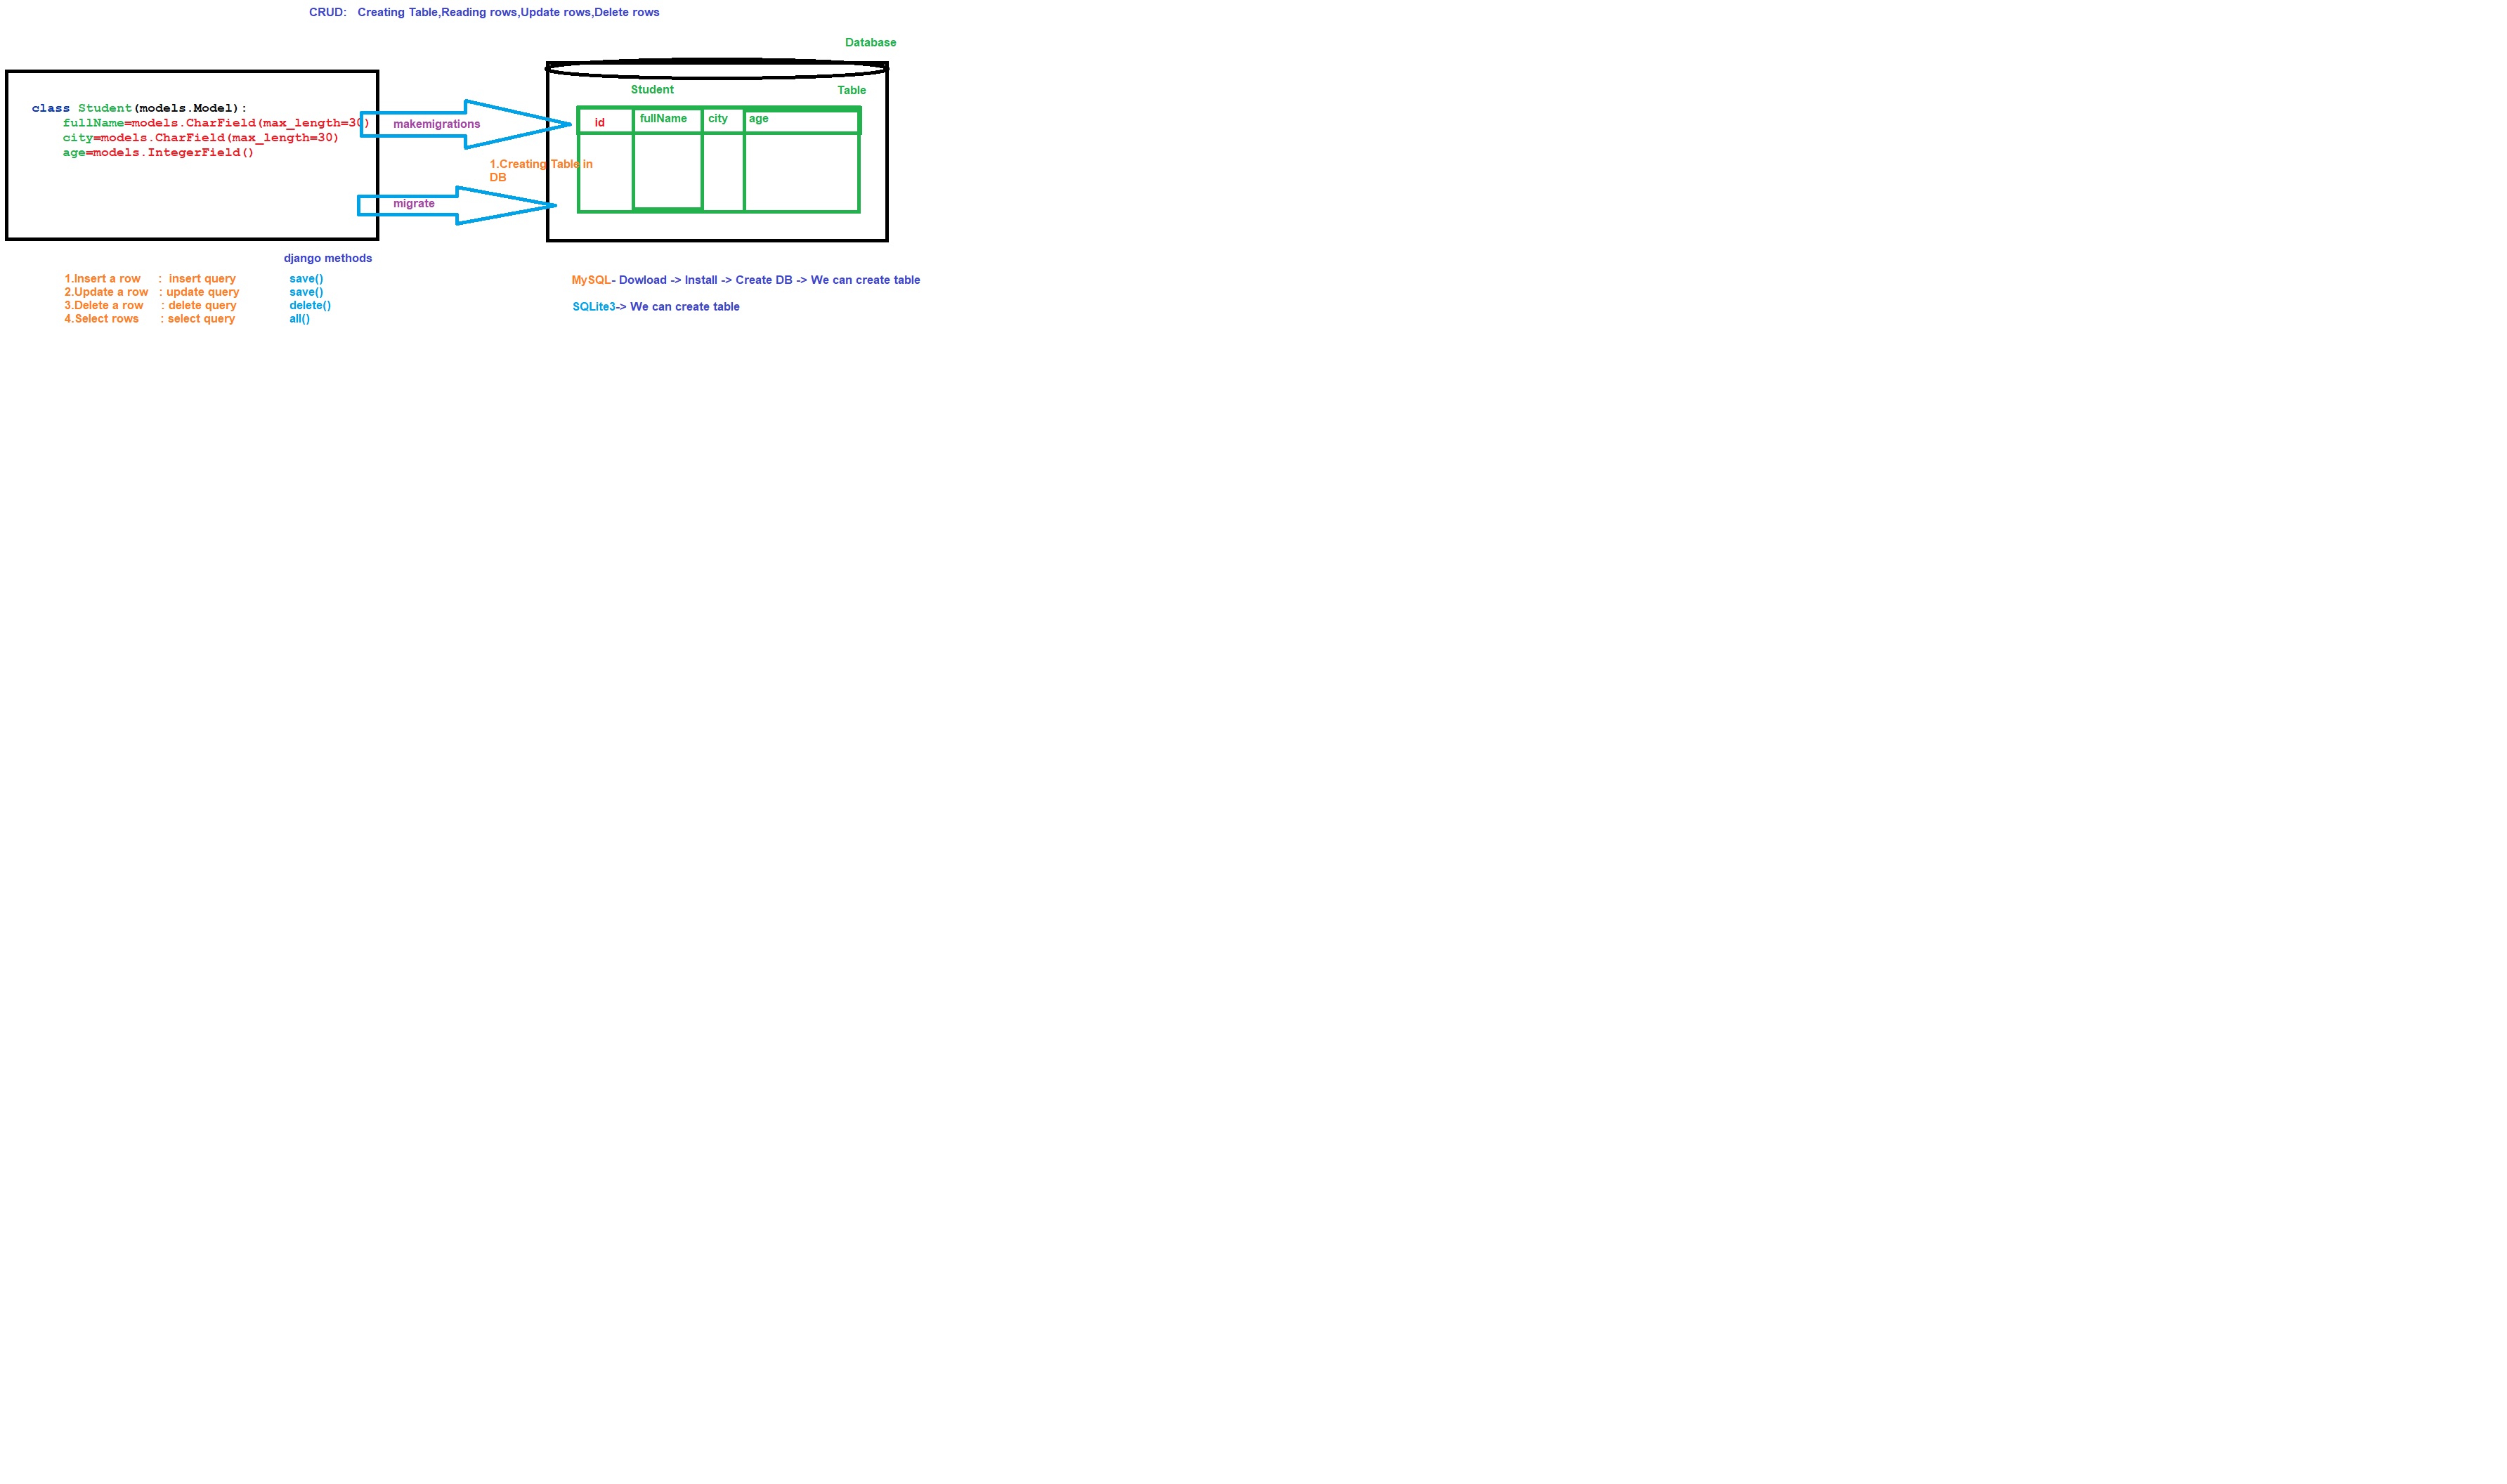 CRUD: Creating Table,Reading rows,Update rows,Delete rows
Database
class Student(models.Model):
fullName=models.CharField(max_length=30)
city=models.CharField(max_length=30)
age=models.IntegerField()
makemigrations
1.Creating Table in
DB
migrate
Student Table
id fullName city age
django methods
1.Insert a row : insert query save()
2.Update a row : update query save()
3.Delete a row : delete query delete()
4.Select rows : select query all()
MySQL- Dowload -> Install -> Create DB -> We can create table
SQLite3-> We can create table